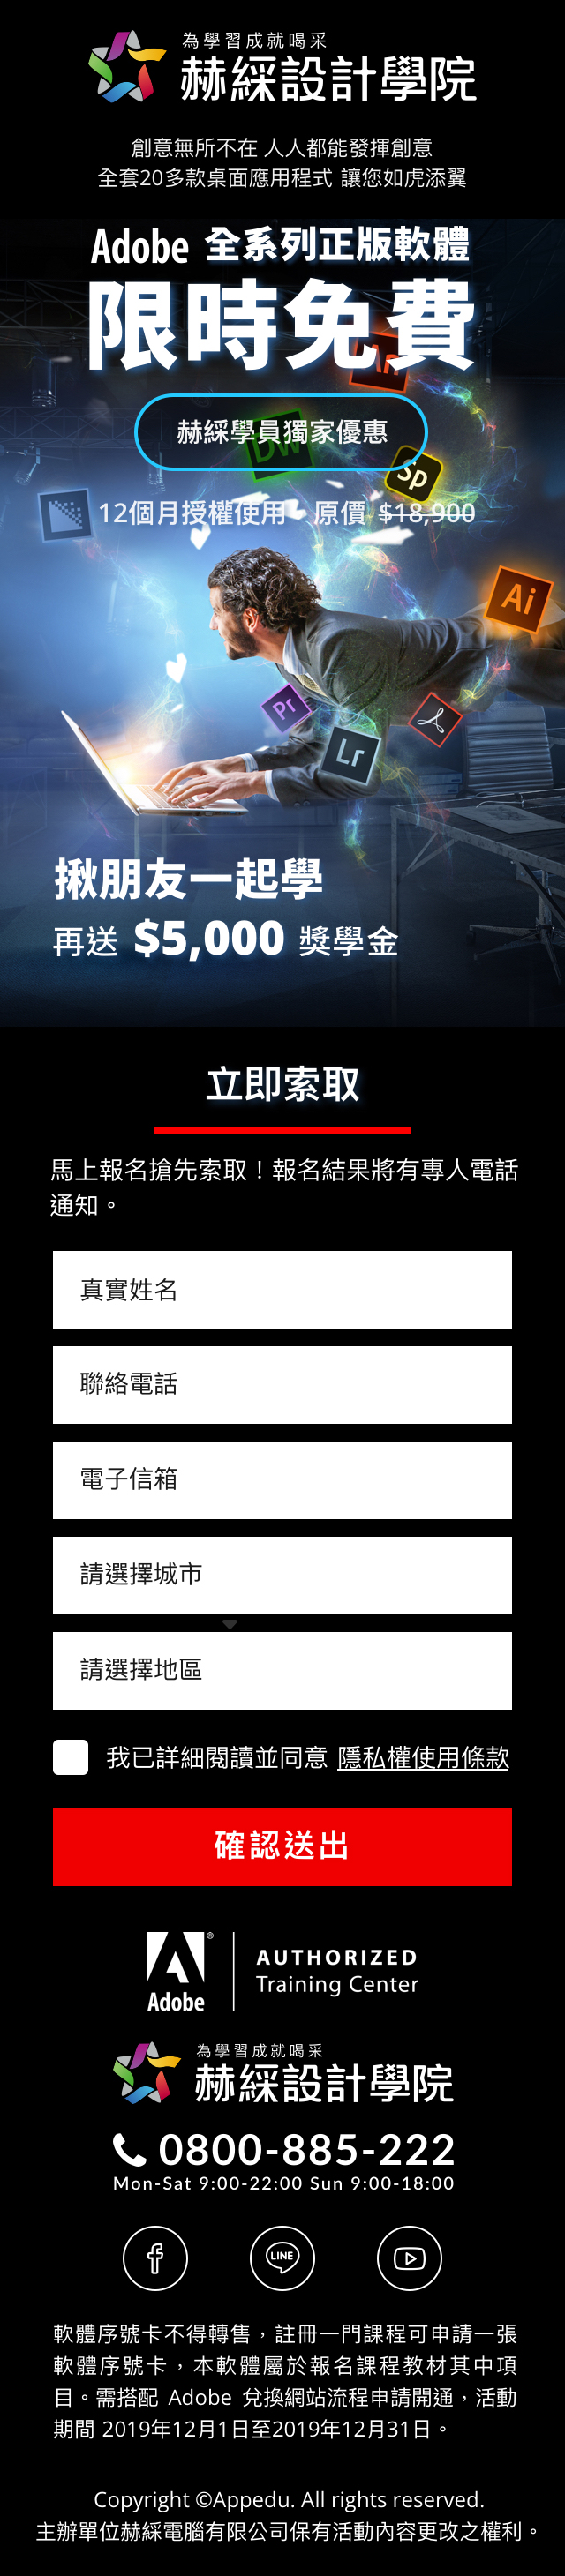 為學習成就喝采
赫綵設計學院
創意無所不在 人人都能發揮創意
全套20多款桌面應用程式 讓您如虎添翼
Adobe 全系列正版軟體
限時免費
An
赫綵學員獨家優惠
Dw
Sp
12個月授權使用 原價 $18,900
Ai
Pr
Lr
揪朋友一起學
再送 $5,000 獎學金
立即索取
馬上報名搶先索取！報名結果將有專人電話
通知。
真實姓名
聯絡電話
電子信箱
請選擇城市
請選擇地區
我已詳細閱讀並同意 隱私權使用條款
確認送出
Adobe ®
AUTHORIZED
Training Center
為學習成就喝采
赫綵設計學院
0800-885-222
Mon-Sat 9:00-22:00 Sun 9:00-18:00
LINE
軟體序號卡不得轉售，註冊一門課程可申請一張
軟體序號卡，本軟體屬於報名課程教材其中項
目。需搭配 Adobe 兌換網站流程申請開通，活動
期間 2019年12月1日至2019年12月31日。
Copyright ©Appedu. All rights reserved.
主辦單位赫綵電腦有限公司保有活動內容更改之權利。